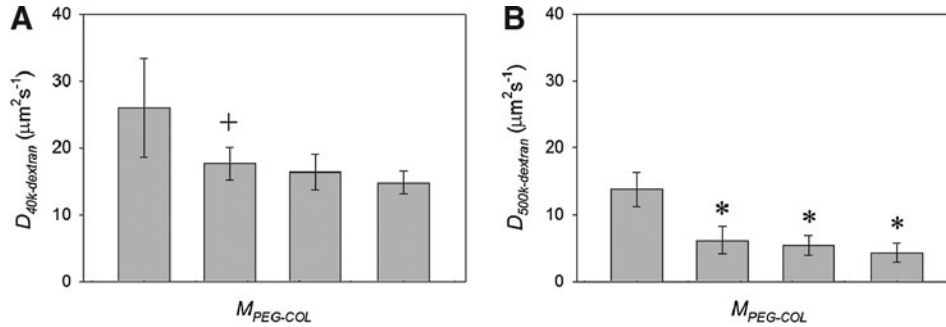 A
D40k-dextran (μm²s⁻¹)
40
30
20
10
0
+
MPEG-COL
B
D500k-dextran (μm²s⁻¹)
40
30
20
10
0
*
*
*
MPEG-COL